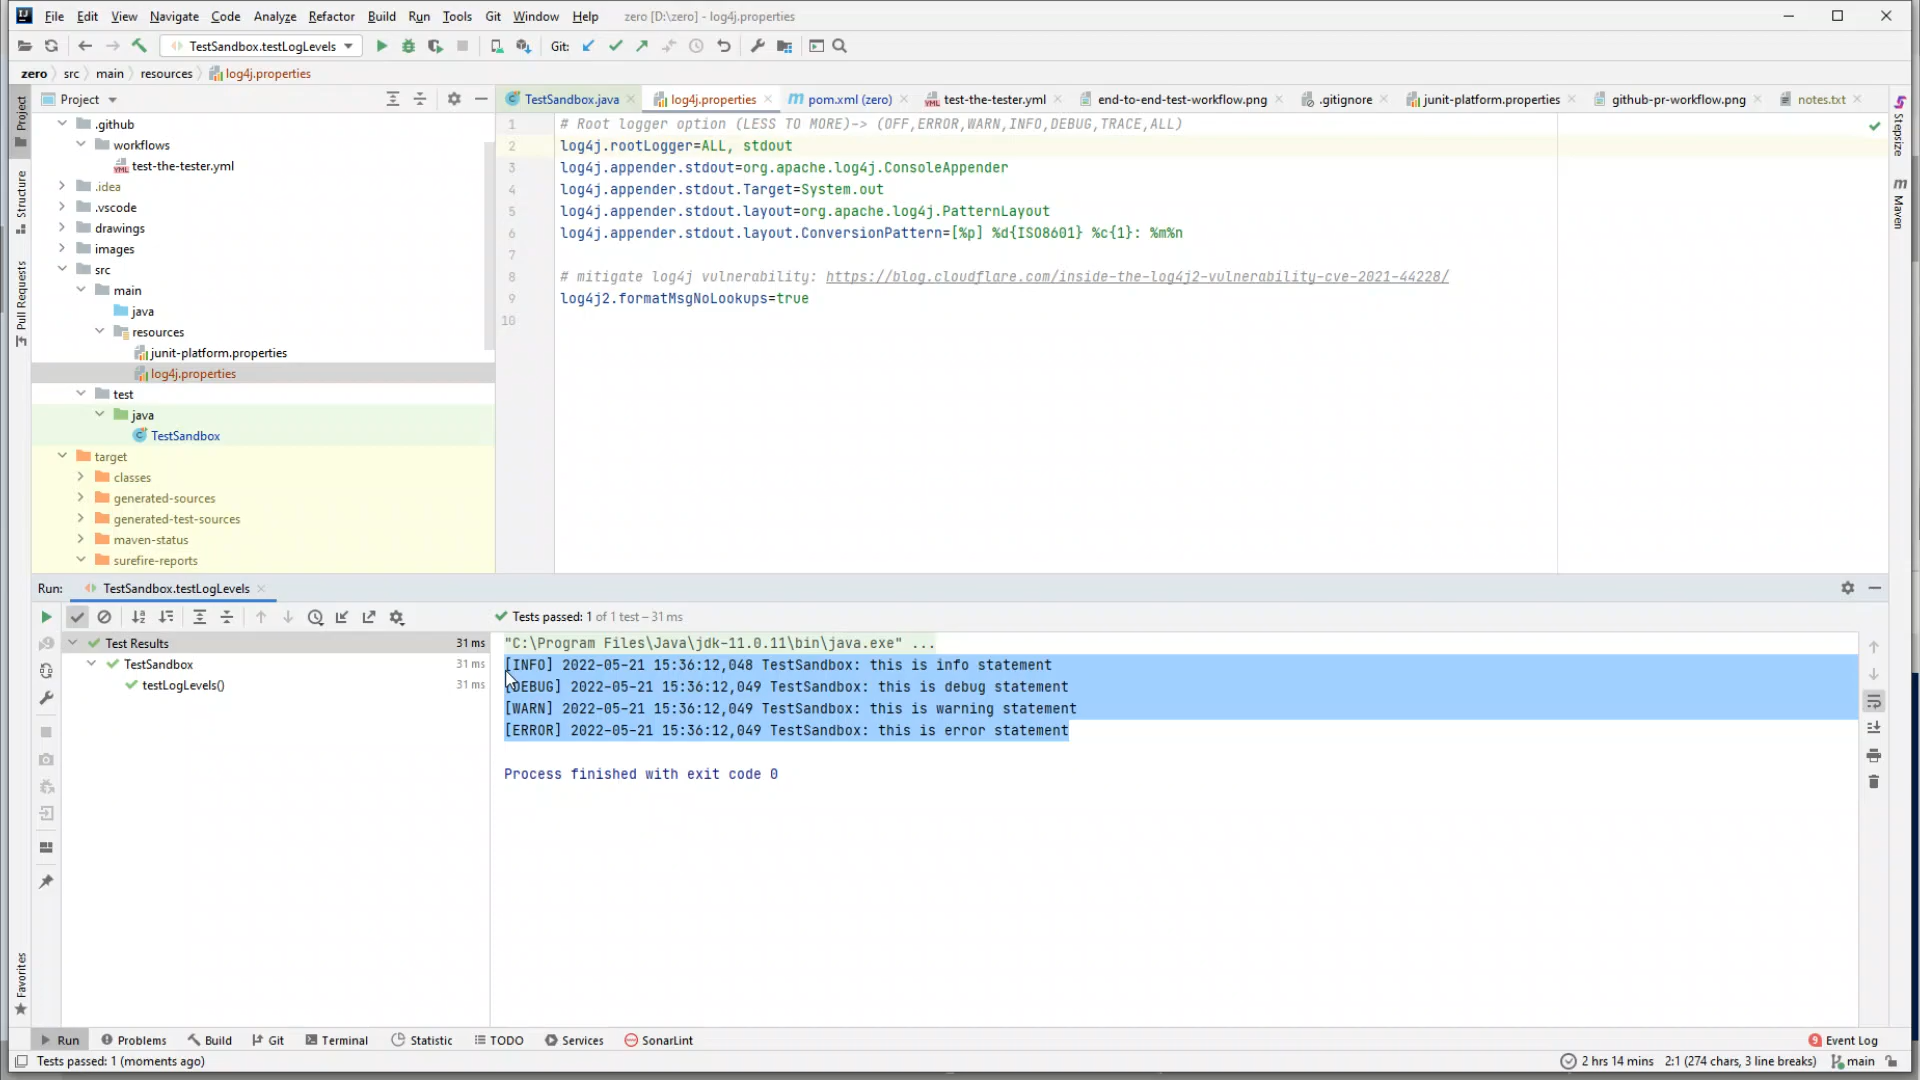 File Edit View Navigate Code Analyze Refactor Build Run Tools Git Window Help zero [D:\zero] - log4j.properties
TestSandbox.testLogLevels Git:
zero src main resources log4j.properties
Project
TestSandbox.java log4j.properties pom.xml (zero) test-the-tester.yml end-to-end-test-workflow.png .gitignore junit-platform.properties github-pr-workflow.png notes.txt
Project
Structure
Pull Requests
Favorites
Stepsize
Maven
.github
workflows
test-the-tester.yml
.idea
.vscode
drawings
images
src
main
java
resources
junit-platform.properties
log4j.properties
test
java
TestSandbox
target
classes
generated-sources
generated-test-sources
maven-status
surefire-reports
1 # Root logger option (LESS TO MORE)-> (OFF,ERROR,WARN,INFO,DEBUG,TRACE,ALL)
2 log4j.rootLogger=ALL, stdout
3 log4j.appender.stdout=org.apache.log4j.ConsoleAppender
4 log4j.appender.stdout.Target=System.out
5 log4j.appender.stdout.layout=org.apache.log4j.PatternLayout
6 log4j.appender.stdout.layout.ConversionPattern=[%p] %d{ISO8601} %c{1}: %m%n
7
8 # mitigate log4j vulnerability: https://blog.cloudflare.com/inside-the-log4j2-vulnerability-cve-2021-44228/
9 log4j2.formatMsgNoLookups=true
10
Run: TestSandbox.testLogLevels
Tests passed: 1 of 1 test – 31 ms
Test Results 31 ms
TestSandbox 31 ms
testLogLevels() 31 ms
"C:\Program Files\Java\jdk-11.0.11\bin\java.exe" ...
[INFO] 2022-05-21 15:36:12,048 TestSandbox: this is info statement
[DEBUG] 2022-05-21 15:36:12,049 TestSandbox: this is debug statement
[WARN] 2022-05-21 15:36:12,049 TestSandbox: this is warning statement
[ERROR] 2022-05-21 15:36:12,049 TestSandbox: this is error statement
Process finished with exit code 0
Run Problems Build Git Terminal Statistic TODO Services SonarLint 9 Event Log
Tests passed: 1 (moments ago) 2 hrs 14 mins 2:1 (274 chars, 3 line breaks) main